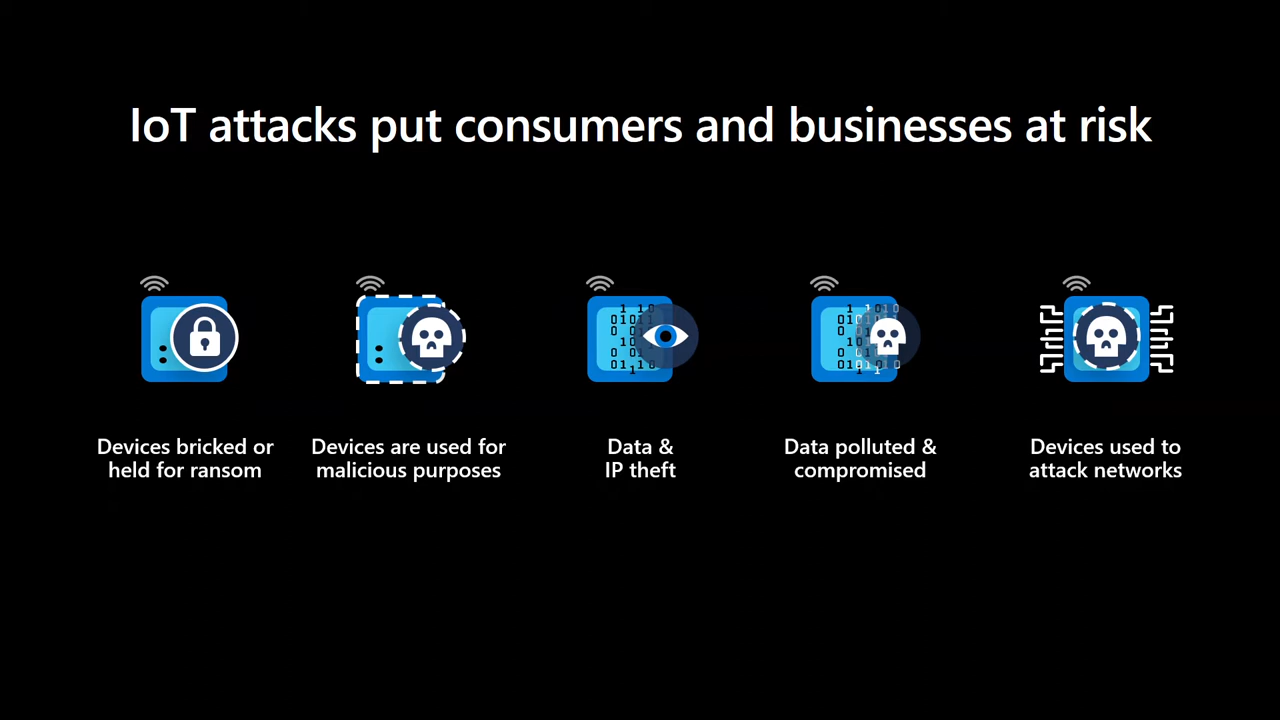 IoT attacks put consumers and businesses at risk
Devices bricked or
held for ransom
Devices are used for
malicious purposes
Data &
IP theft
Data polluted &
compromised
Devices used to
attack networks